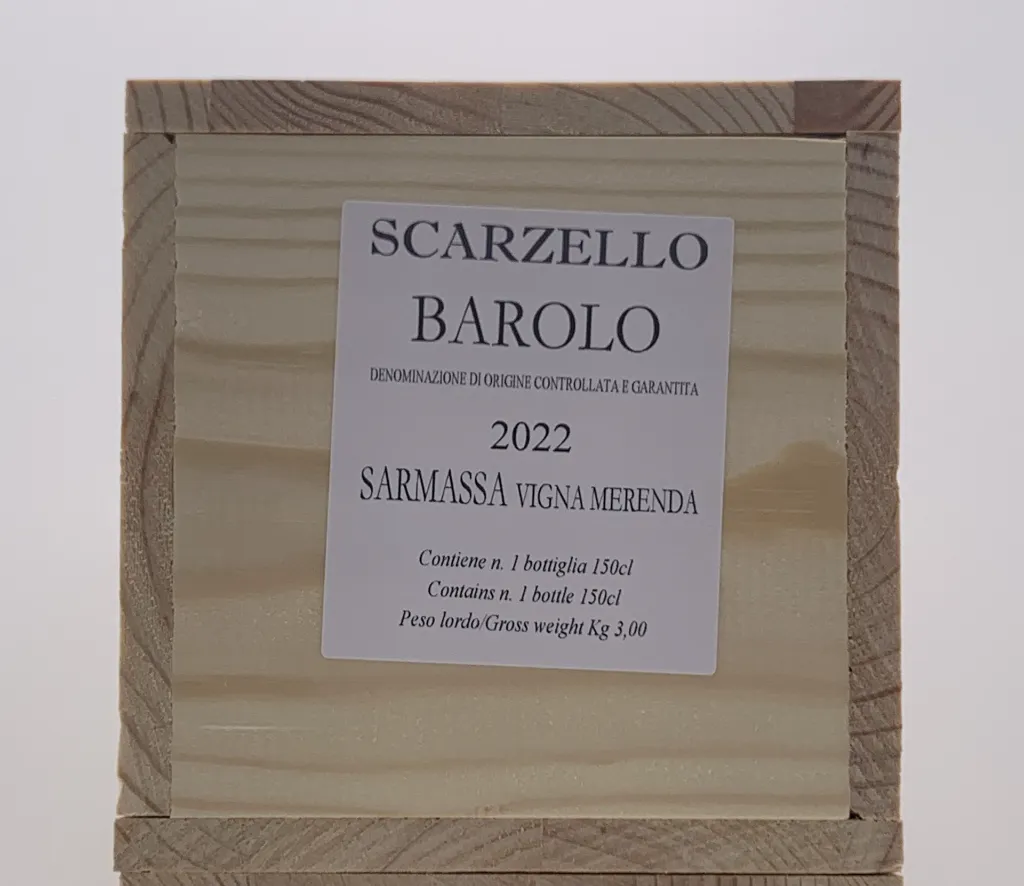 SCARZELLO
BAROLO
DENOMINAZIONE DI ORIGINE CONTROLLATA E GARANTITA
2022
SARMASSA VIGNA MERENDA
Contiene n. 1 bottiglia 150cl
Contains n. 1 bottle 150cl
Peso lordo/Gross weight Kg 3,00